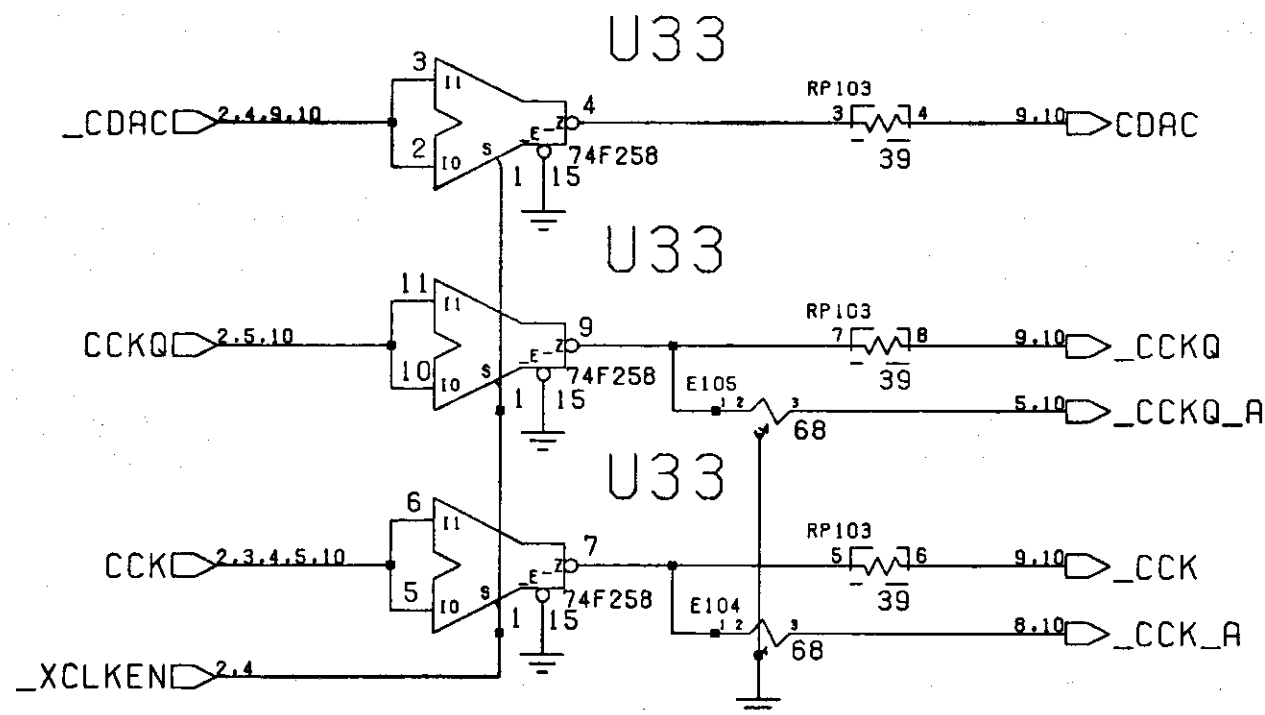 U33
3 I1 4 RP103
_CDAC 2,4,9,10 Z 3 4 9,10 CDAC
2 I0 S _E- 74F258 39
1 15
U33
11 I1 9 RP103
CCKQ 2,5,10 Z 7 8 9,10 _CCKQ
10 I0 S _E- 74F258 39
1 15 E105 1 2 3 5,10 _CCKQ_A
4 68
U33
6 I1 7 RP103
CCK 2,3,4,5,10 Z 5 6 9,10 _CCK
5 I0 S _E- 74F258 39
1 15 E104 1 2 3 8,10 _CCK_A
4 68
_XCLKEN 2,4